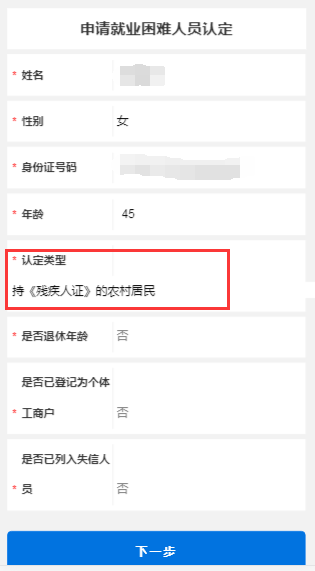 申请就业困难人员认定
* 姓名
* 性别 女
* 身份证号码
* 年龄 45
* 认定类型
持《残疾人证》的农村居民
* 是否退休年龄 否
是否已登记为个体
* 工商户 否
是否已列入失信人
* 员 否
下一步